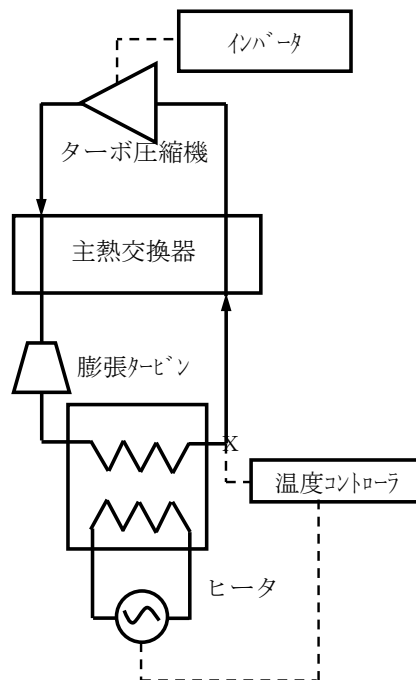 インバータ
ターボ圧縮機
主熱交換器
膨張タービン
X
温度コントローラ
ヒータ